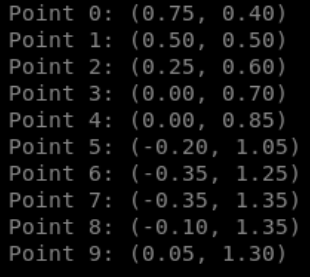 Point 0: (0.75, 0.40)
Point 1: (0.50, 0.50)
Point 2: (0.25, 0.60)
Point 3: (0.00, 0.70)
Point 4: (0.00, 0.85)
Point 5: (-0.20, 1.05)
Point 6: (-0.35, 1.25)
Point 7: (-0.35, 1.35)
Point 8: (-0.10, 1.35)
Point 9: (0.05, 1.30)